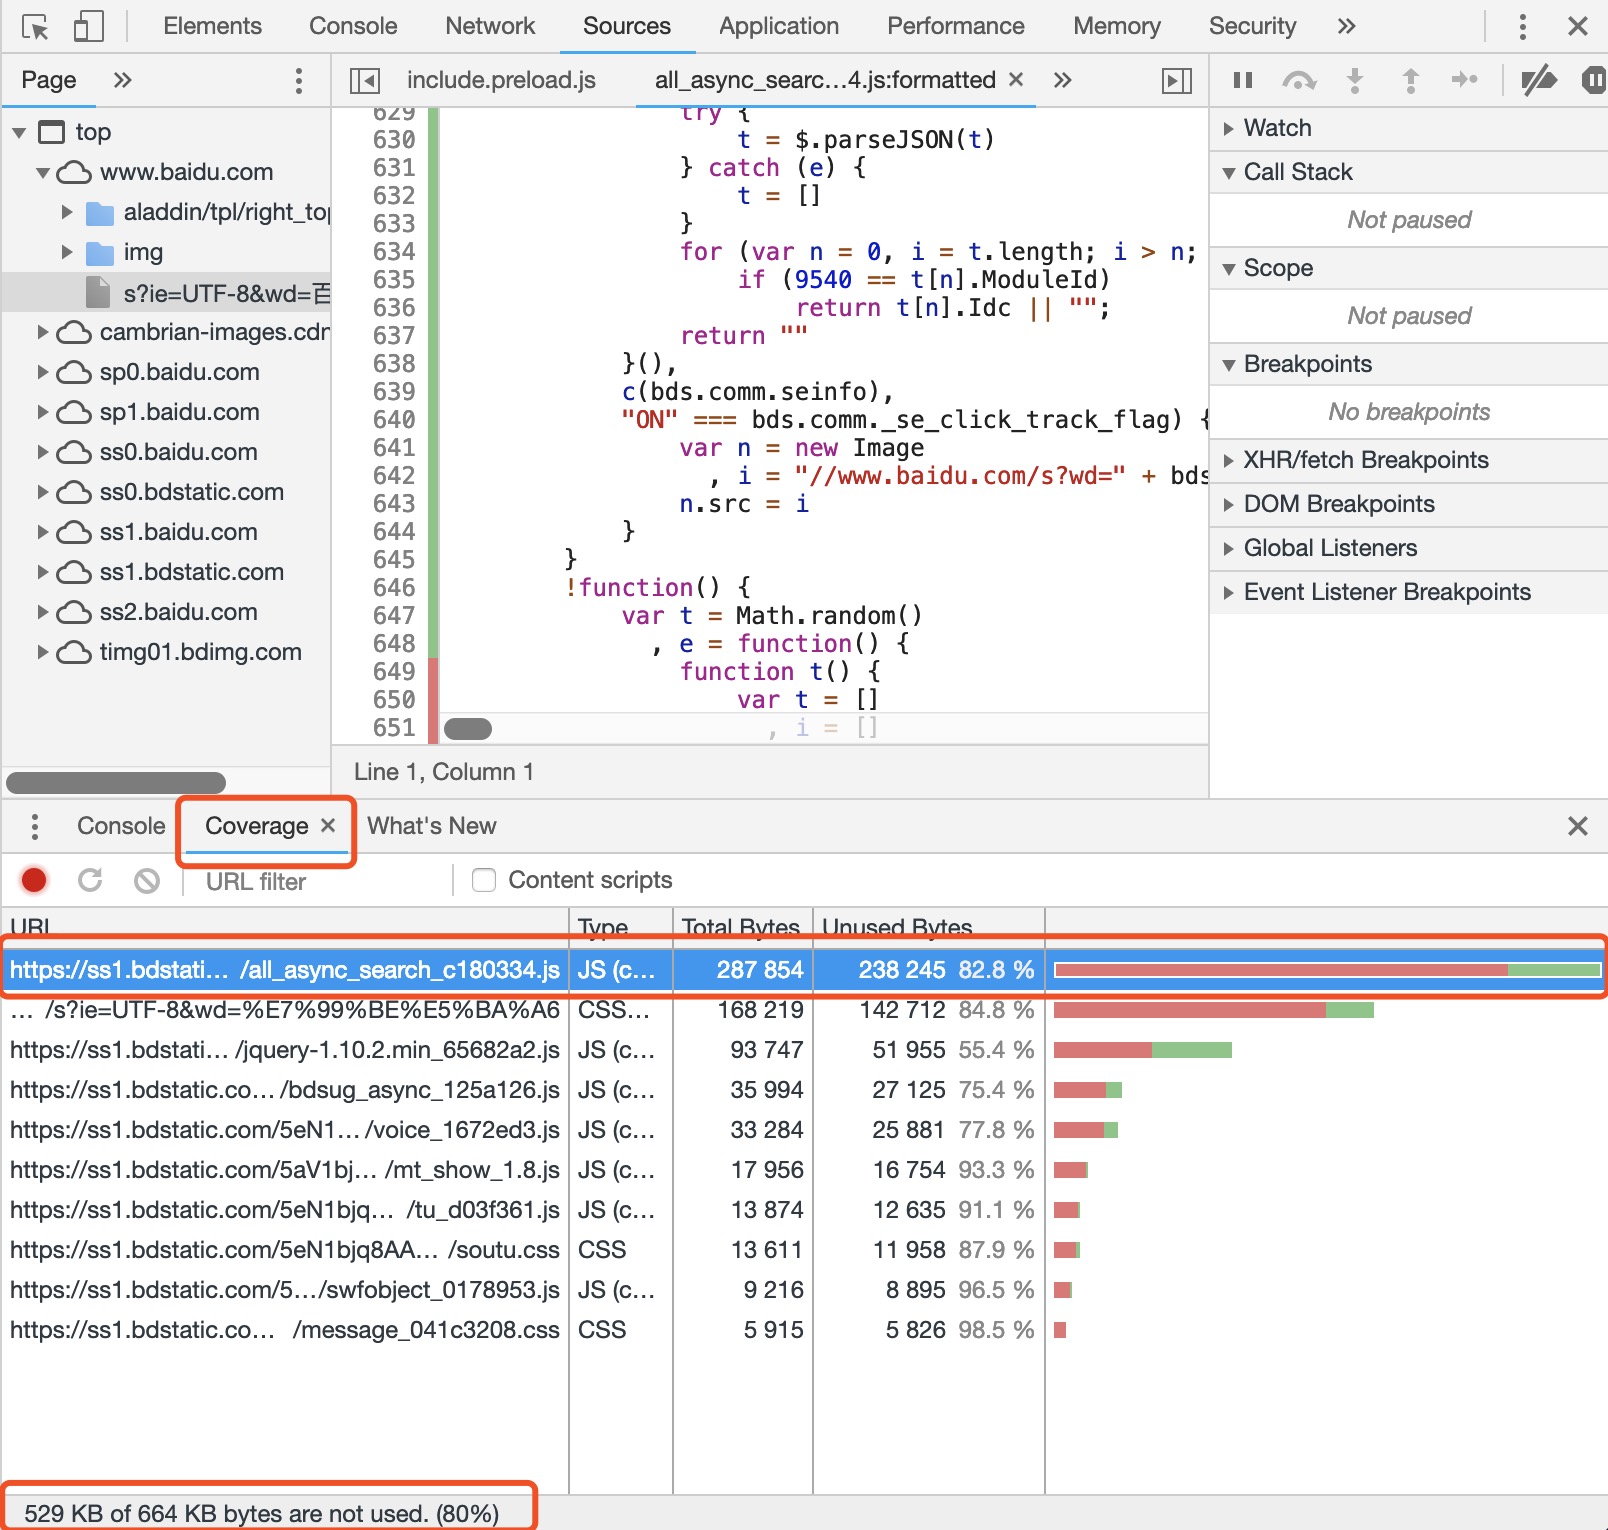 Elements Console Network Sources Application Performance Memory Security »
Page » include.preload.js all_async_searc…4.js:formatted × »
top
www.baidu.com
aladdin/tpl/right_to
img
s?ie=UTF-8&wd=百
cambrian-images.cdn
sp0.baidu.com
sp1.baidu.com
ss0.baidu.com
ss0.bdstatic.com
ss1.baidu.com
ss1.bdstatic.com
ss2.baidu.com
timg01.bdimg.com
629 try {
630 t = $.parseJSON(t)
631 } catch (e) {
632 t = []
633 }
634 for (var n = 0, i = t.length; i > n;
635 if (9540 == t[n].ModuleId)
636 return t[n].Idc || "";
637 return ""
638 }(),
639 c(bds.comm.seinfo),
640 "ON" === bds.comm._se_click_track_flag) {
641 var n = new Image
642 , i = "//www.baidu.com/s?wd=" + bds
643 n.src = i
644 }
645 }
646 !function() {
647 var t = Math.random()
648 , e = function() {
649 function t() {
650 var t = []
651 , i = []
Line 1, Column 1
Watch
Call Stack
Not paused
Scope
Not paused
Breakpoints
No breakpoints
XHR/fetch Breakpoints
DOM Breakpoints
Global Listeners
Event Listener Breakpoints
Console Coverage × What's New
URL filter Content scripts
URL Type Total Bytes Unused Bytes
https://ss1.bdstati… /all_async_search_c180334.js JS (c… 287 854 238 245 82.8 %
… /s?ie=UTF-8&wd=%E7%99%BE%E5%BA%A6 CSS… 168 219 142 712 84.8 %
https://ss1.bdstati… /jquery-1.10.2.min_65682a2.js JS (c… 93 747 51 955 55.4 %
https://ss1.bdstatic.co… /bdsug_async_125a126.js JS (c… 35 994 27 125 75.4 %
https://ss1.bdstatic.com/5eN1… /voice_1672ed3.js JS (c… 33 284 25 881 77.8 %
https://ss1.bdstatic.com/5aV1bj… /mt_show_1.8.js JS (c… 17 956 16 754 93.3 %
https://ss1.bdstatic.com/5eN1bjq… /tu_d03f361.js JS (c… 13 874 12 635 91.1 %
https://ss1.bdstatic.com/5eN1bjq8AA… /soutu.css CSS 13 611 11 958 87.9 %
https://ss1.bdstatic.com/5…/swfobject_0178953.js JS (c… 9 216 8 895 96.5 %
https://ss1.bdstatic.co… /message_041c3208.css CSS 5 915 5 826 98.5 %
529 KB of 664 KB bytes are not used. (80%)